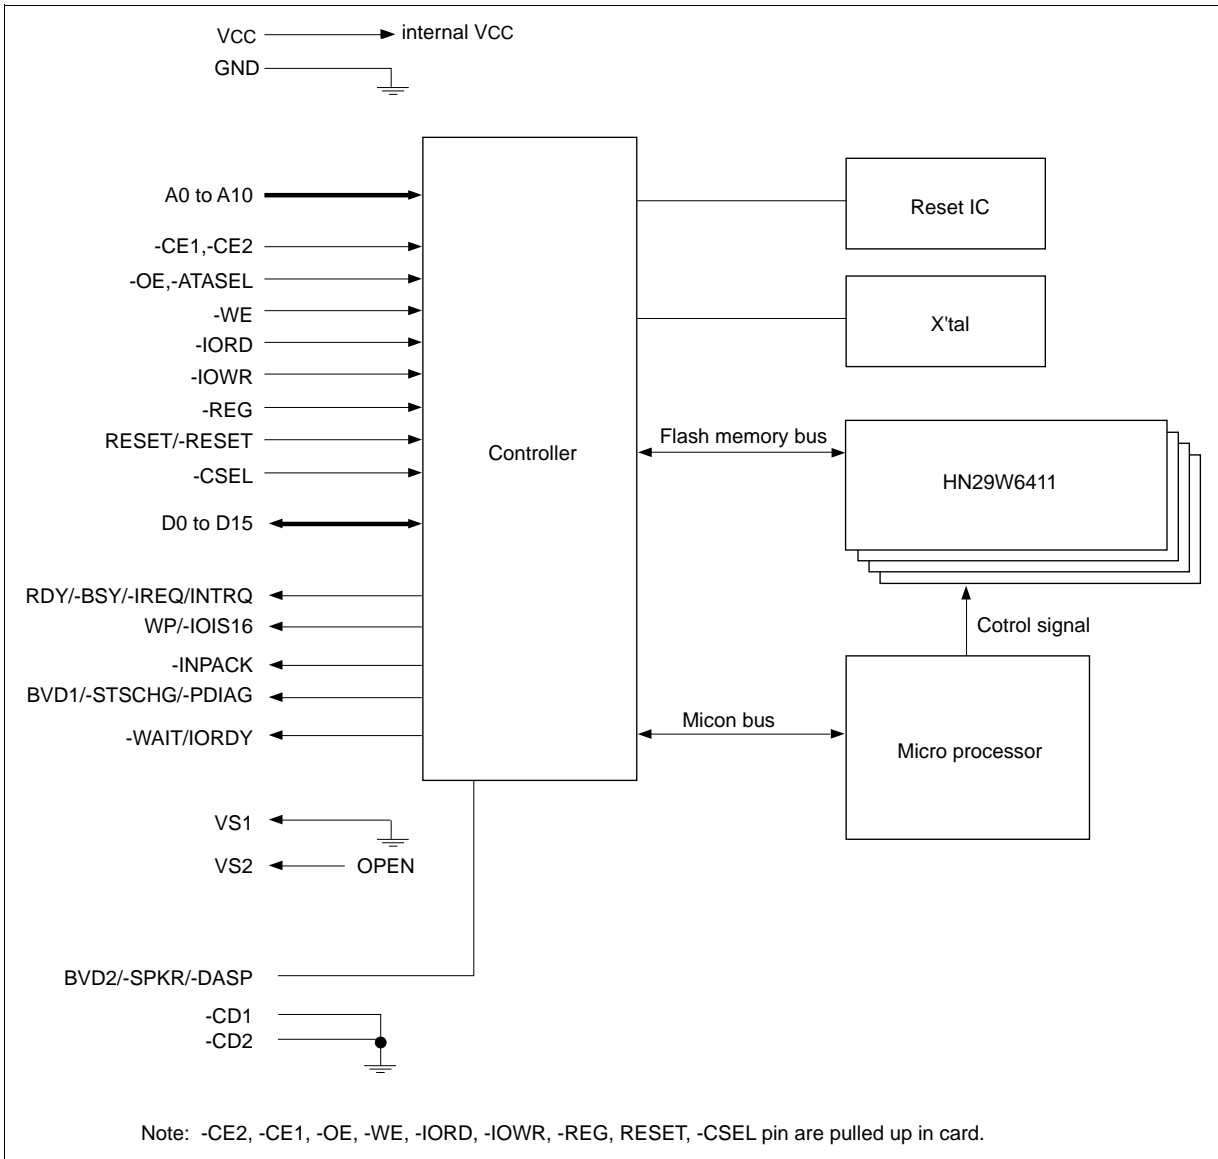 VCC
internal VCC
GND
A0 to A10
-CE1,-CE2
-OE,-ATASEL
-WE
-IORD
-IOWR
-REG
RESET/-RESET
-CSEL
D0 to D15
RDY/-BSY/-IREQ/INTRQ
WP/-IOIS16
-INPACK
BVD1/-STSCHG/-PDIAG
-WAIT/IORDY
VS1
VS2
OPEN
BVD2/-SPKR/-DASP
-CD1
-CD2
Controller
Reset IC
X'tal
Flash memory bus
HN29W6411
Cotrol signal
Micon bus
Micro processor
Note: -CE2, -CE1, -OE, -WE, -IORD, -IOWR, -REG, RESET, -CSEL pin are pulled up in card.